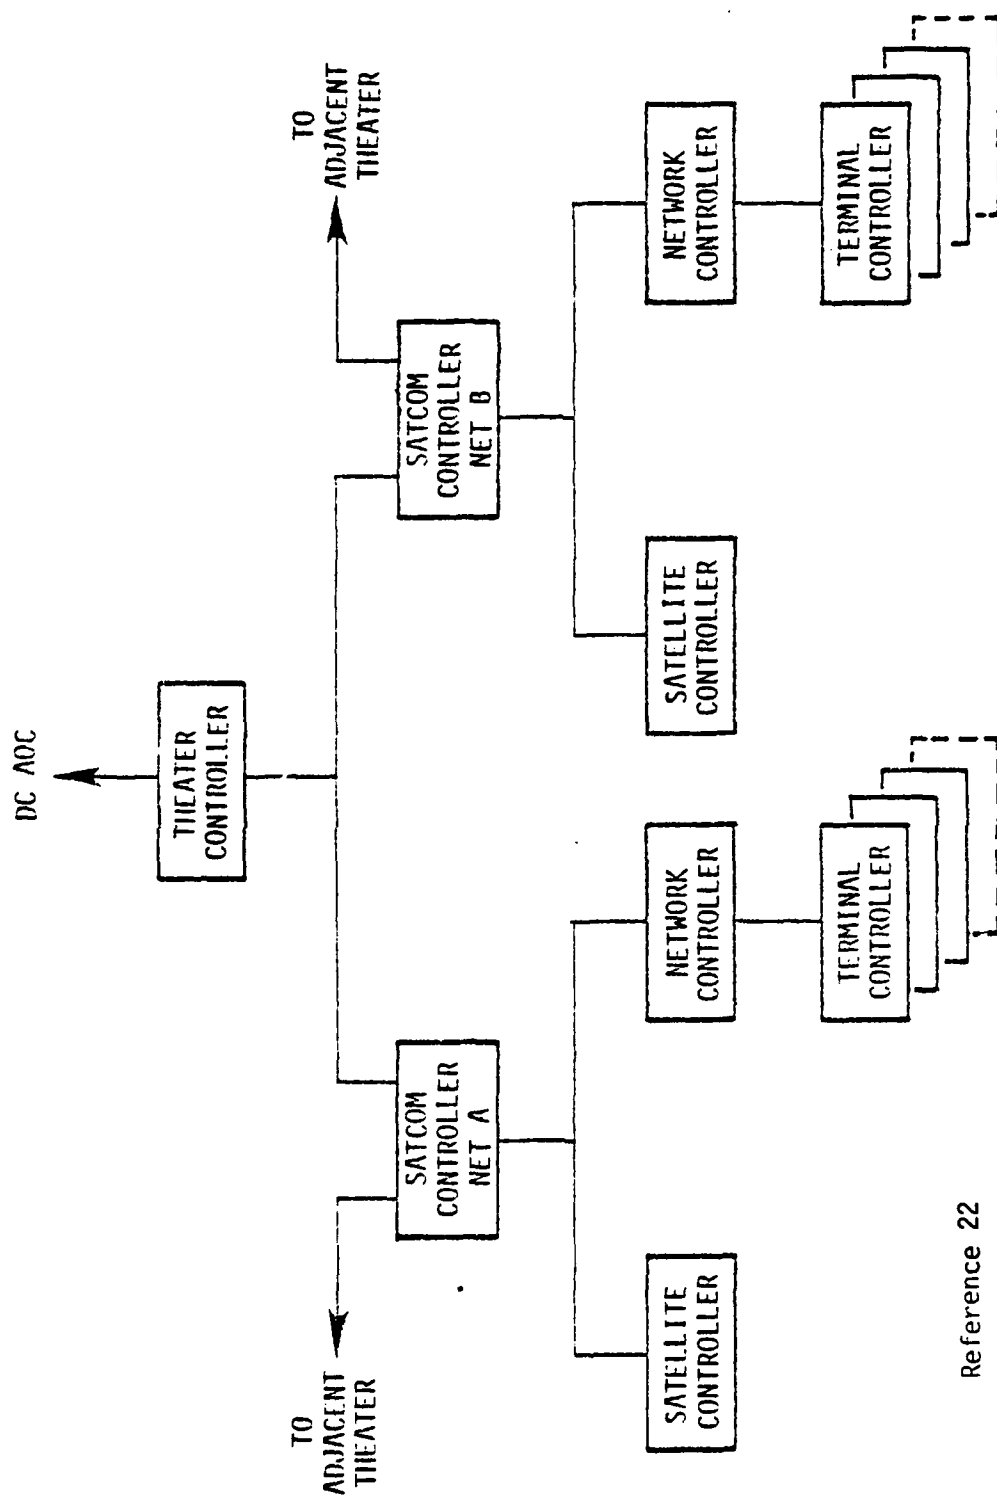 DC AOC
THEATER
CONTROLLER
TO
ADJACENT
THEATER
TO
ADJACENT
THEATER
SATCOM
CONTROLLER
NET A
SATCOM
CONTROLLER
NET B
SATELLITE
CONTROLLER
NETWORK
CONTROLLER
SATELLITE
CONTROLLER
NETWORK
CONTROLLER
TERMINAL
CONTROLLER
TERMINAL
CONTROLLER
Reference 22